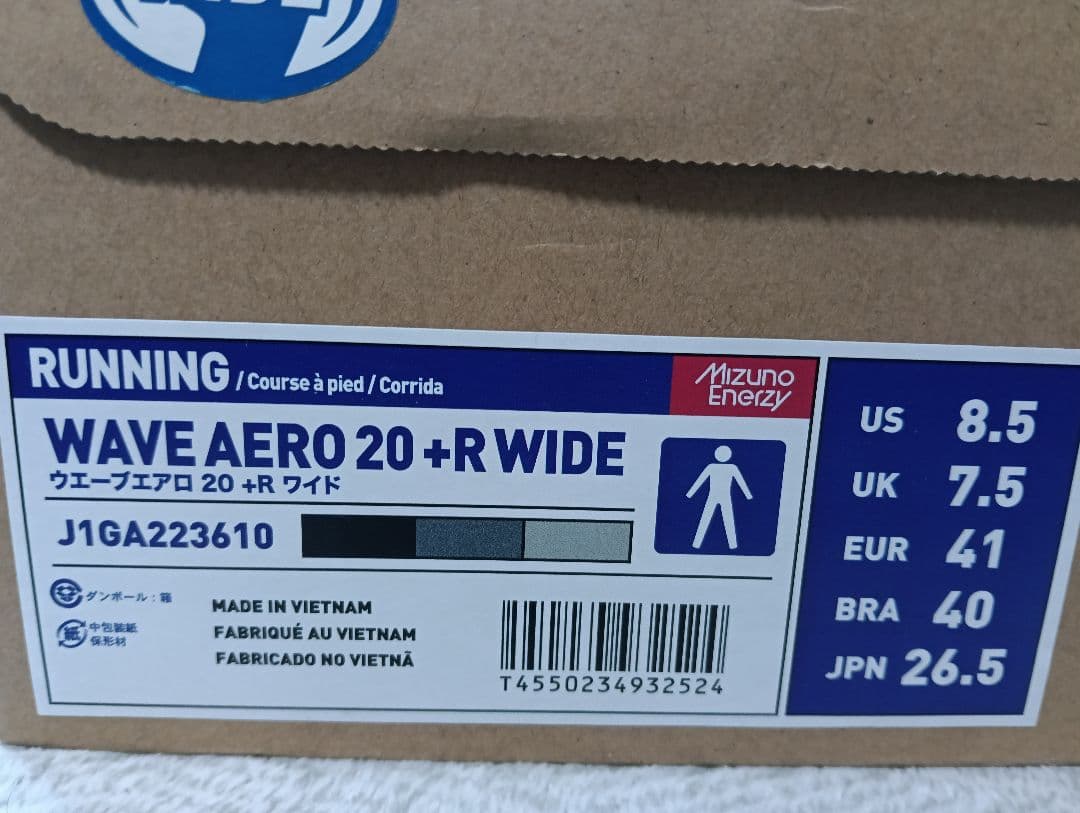 RUNNING / Course à pied / Corrida
Mizuno Enerzy
WAVE AERO 20 +R WIDE
ウエーブエアロ 20 +R ワイド
J1GA223610
ダンボール：箱
紙 中包装紙
保形材
MADE IN VIETNAM
FABRIQUÉ AU VIETNAM
FABRICADO NO VIETNÃ
T4550234932524
US 8.5
UK 7.5
EUR 41
BRA 40
JPN 26.5